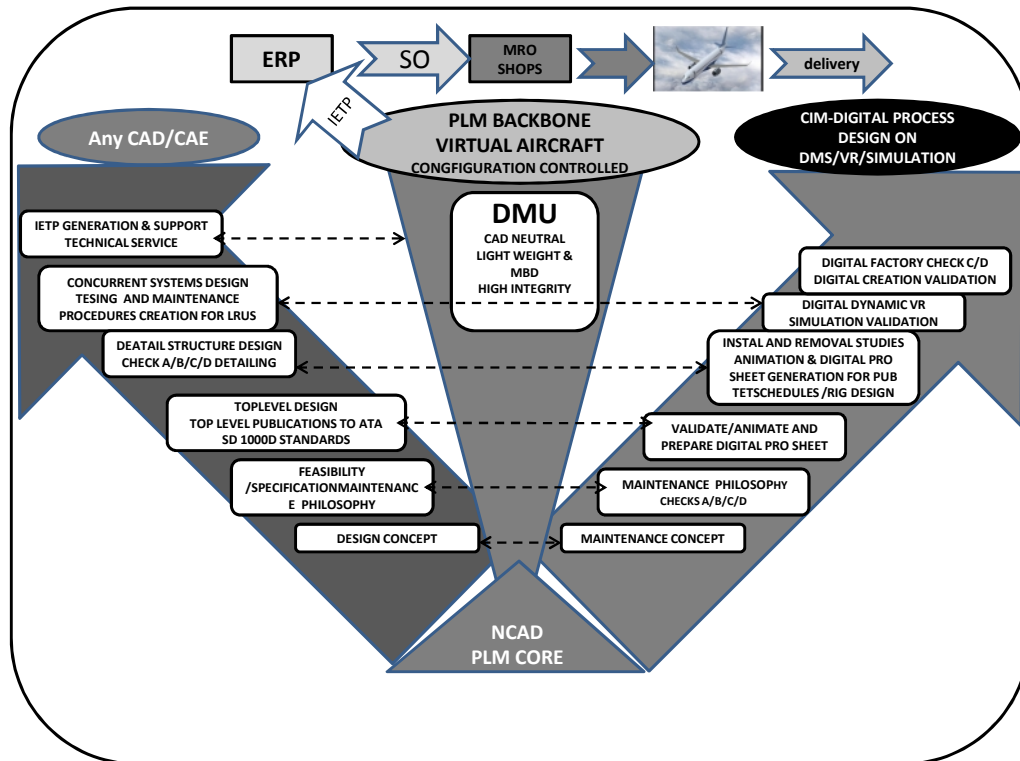 ERP
SO
MRO
SHOPS
delivery
IETP
Any CAD/CAE
PLM BACKBONE
VIRTUAL AIRCRAFT
CONGFIGURATION CONTROLLED
CIM-DIGITAL PROCESS
DESIGN ON
DMS/VR/SIMULATION
DMU
CAD NEUTRAL
LIGHT WEIGHT &
MBD
HIGH INTEGRITY
IETP GENERATION & SUPPORT
TECHNICAL SERVICE
CONCURRENT SYSTEMS DESIGN
TESING AND MAINTENANCE
PROCEDURES CREATION FOR LRUS
DEATAIL STRUCTURE DESIGN
CHECK A/B/C/D DETAILING
TOPLEVEL DESIGN
TOP LEVEL PUBLICATIONS TO ATA
SD 1000D STANDARDS
FEASIBILITY
/SPECIFICATIONMAINTENANC
E PHILOSOPHY
DESIGN CONCEPT
DIGITAL FACTORY CHECK C/D
DIGITAL CREATION VALIDATION
DIGITAL DYNAMIC VR
SIMULATION VALIDATION
INSTAL AND REMOVAL STUDIES
ANIMATION & DIGITAL PRO
SHEET GENERATION FOR PUB
TETSCHEDULES /RIG DESIGN
VALIDATE/ANIMATE AND
PREPARE DIGITAL PRO SHEET
MAINTENANCE PHILOSOPHY
CHECKS A/B/C/D
MAINTENANCE CONCEPT
NCAD
PLM CORE